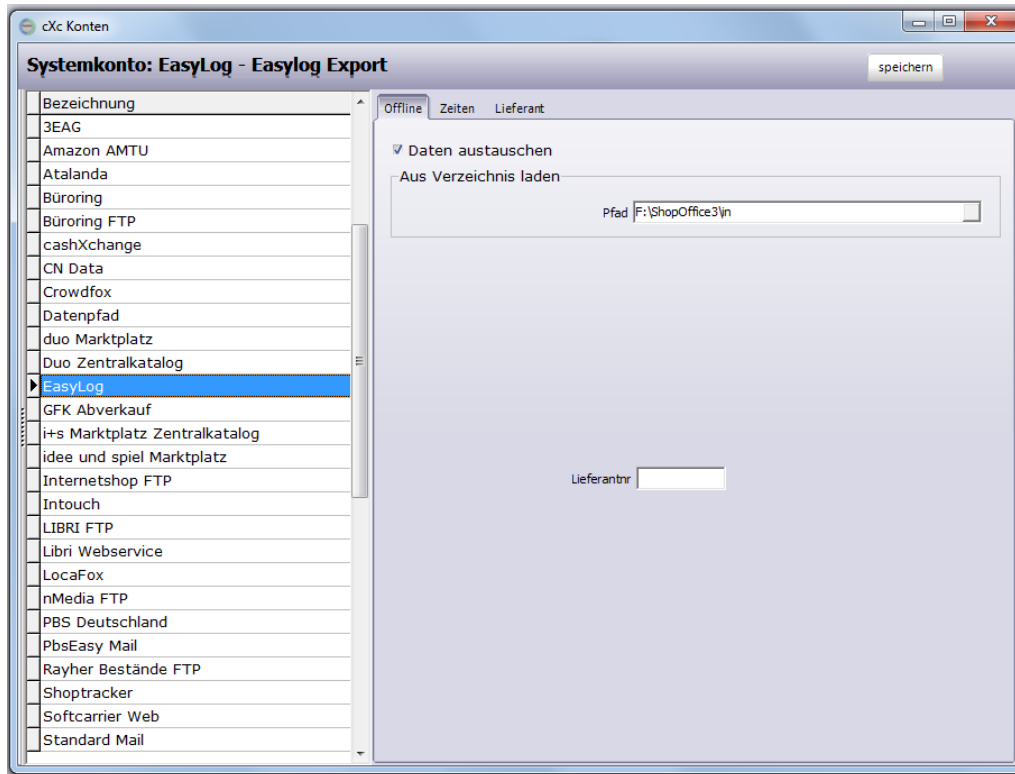 cXc Konten
Systemkonto: EasyLog - Easylog Export
speichern
Bezeichnung
3EAG
Amazon AMTU
Atalanda
Büroring
Büroring FTP
cashXchange
CN Data
Crowdfox
Datenpfad
duo Marktplatz
Duo Zentralkatalog
EasyLog
GFK Abverkauf
i+s Marktplatz Zentralkatalog
idee und spiel Marktplatz
Internetshop FTP
Intouch
LIBRI FTP
Libri Webservice
LocaFox
nMedia FTP
PBS Deutschland
PbsEasy Mail
Rayher Bestände FTP
Shoptracker
Softcarrier Web
Standard Mail
Offline Zeiten Lieferant
Daten austauschen
Aus Verzeichnis laden
Pfad F:\ShopOffice3\in
Lieferantnr